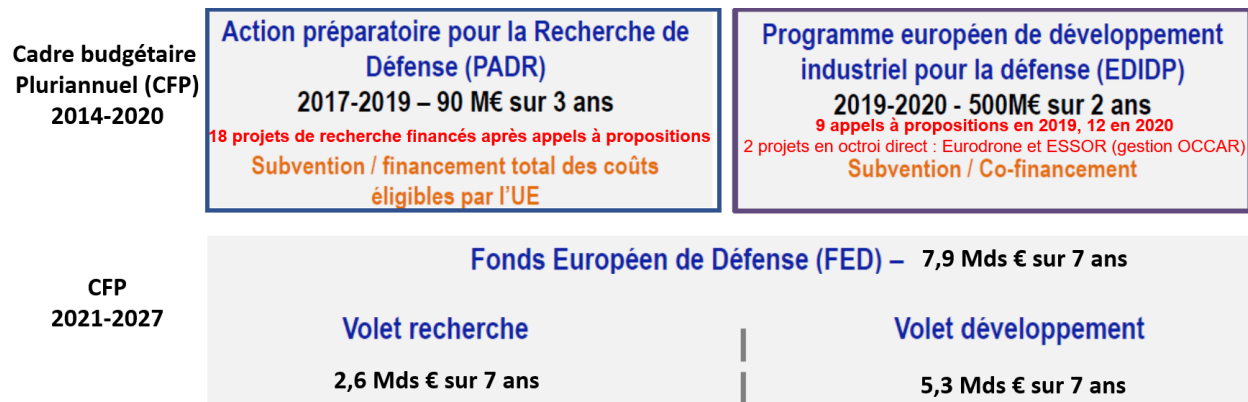 Cadre budgétaire
Pluriannuel (CFP)
2014-2020
Action préparatoire pour la Recherche de
Défense (PADR)
2017-2019 – 90 M€ sur 3 ans
18 projets de recherche financés après appels à propositions
Subvention / financement total des coûts
éligibles par l'UE
Programme européen de développement
industriel pour la défense (EDIDP)
2019-2020 - 500M€ sur 2 ans
9 appels à propositions en 2019, 12 en 2020
2 projets en octroi direct : Eurodrone et ESSOR (gestion OCCAR)
Subvention / Co-financement
CFP
2021-2027
Fonds Européen de Défense (FED) – 7,9 Mds € sur 7 ans
Volet recherche
2,6 Mds € sur 7 ans
Volet développement
5,3 Mds € sur 7 ans